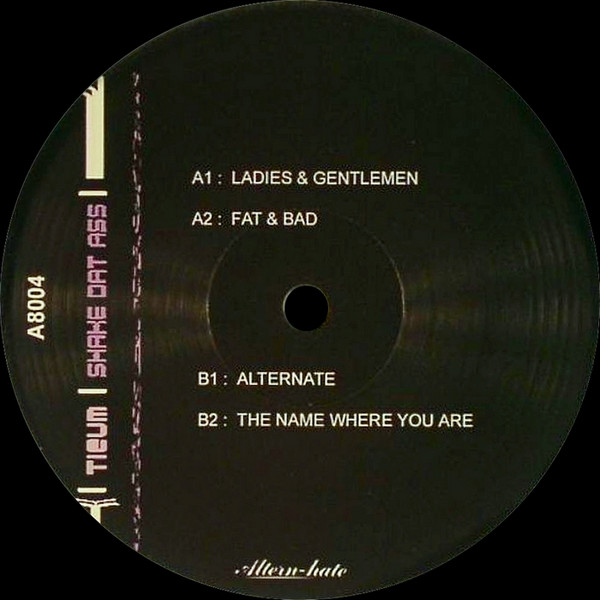 A8004
TIEUM | SHAKE DAT ASS |
A1 : LADIES & GENTLEMEN
A2 : FAT & BAD
B1 : ALTERNATE
B2 : THE NAME WHERE YOU ARE
Altern-hate